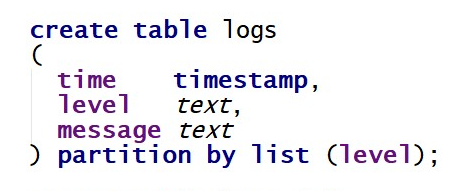 create table logs
(
time timestamp,
level text,
message text
) partition by list (level);